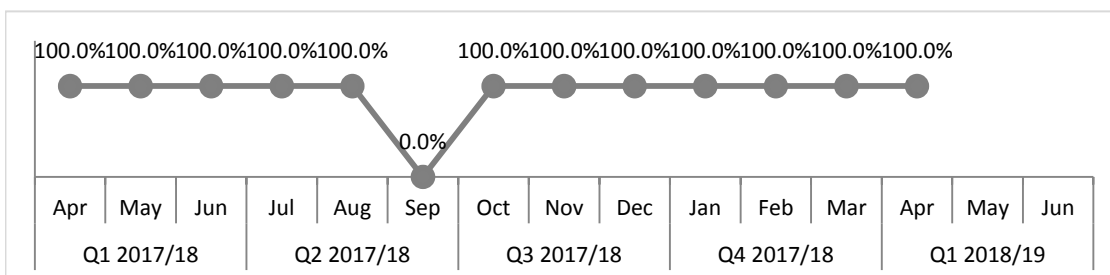 100.0% 100.0% 100.0% 100.0% 100.0% 100.0% 100.0% 100.0% 100.0% 100.0% 100.0% 100.0%
0.0%
Apr May Jun Jul Aug Sep Oct Nov Dec Jan Feb Mar Apr May Jun
Q1 2017/18 Q2 2017/18 Q3 2017/18 Q4 2017/18 Q1 2018/19